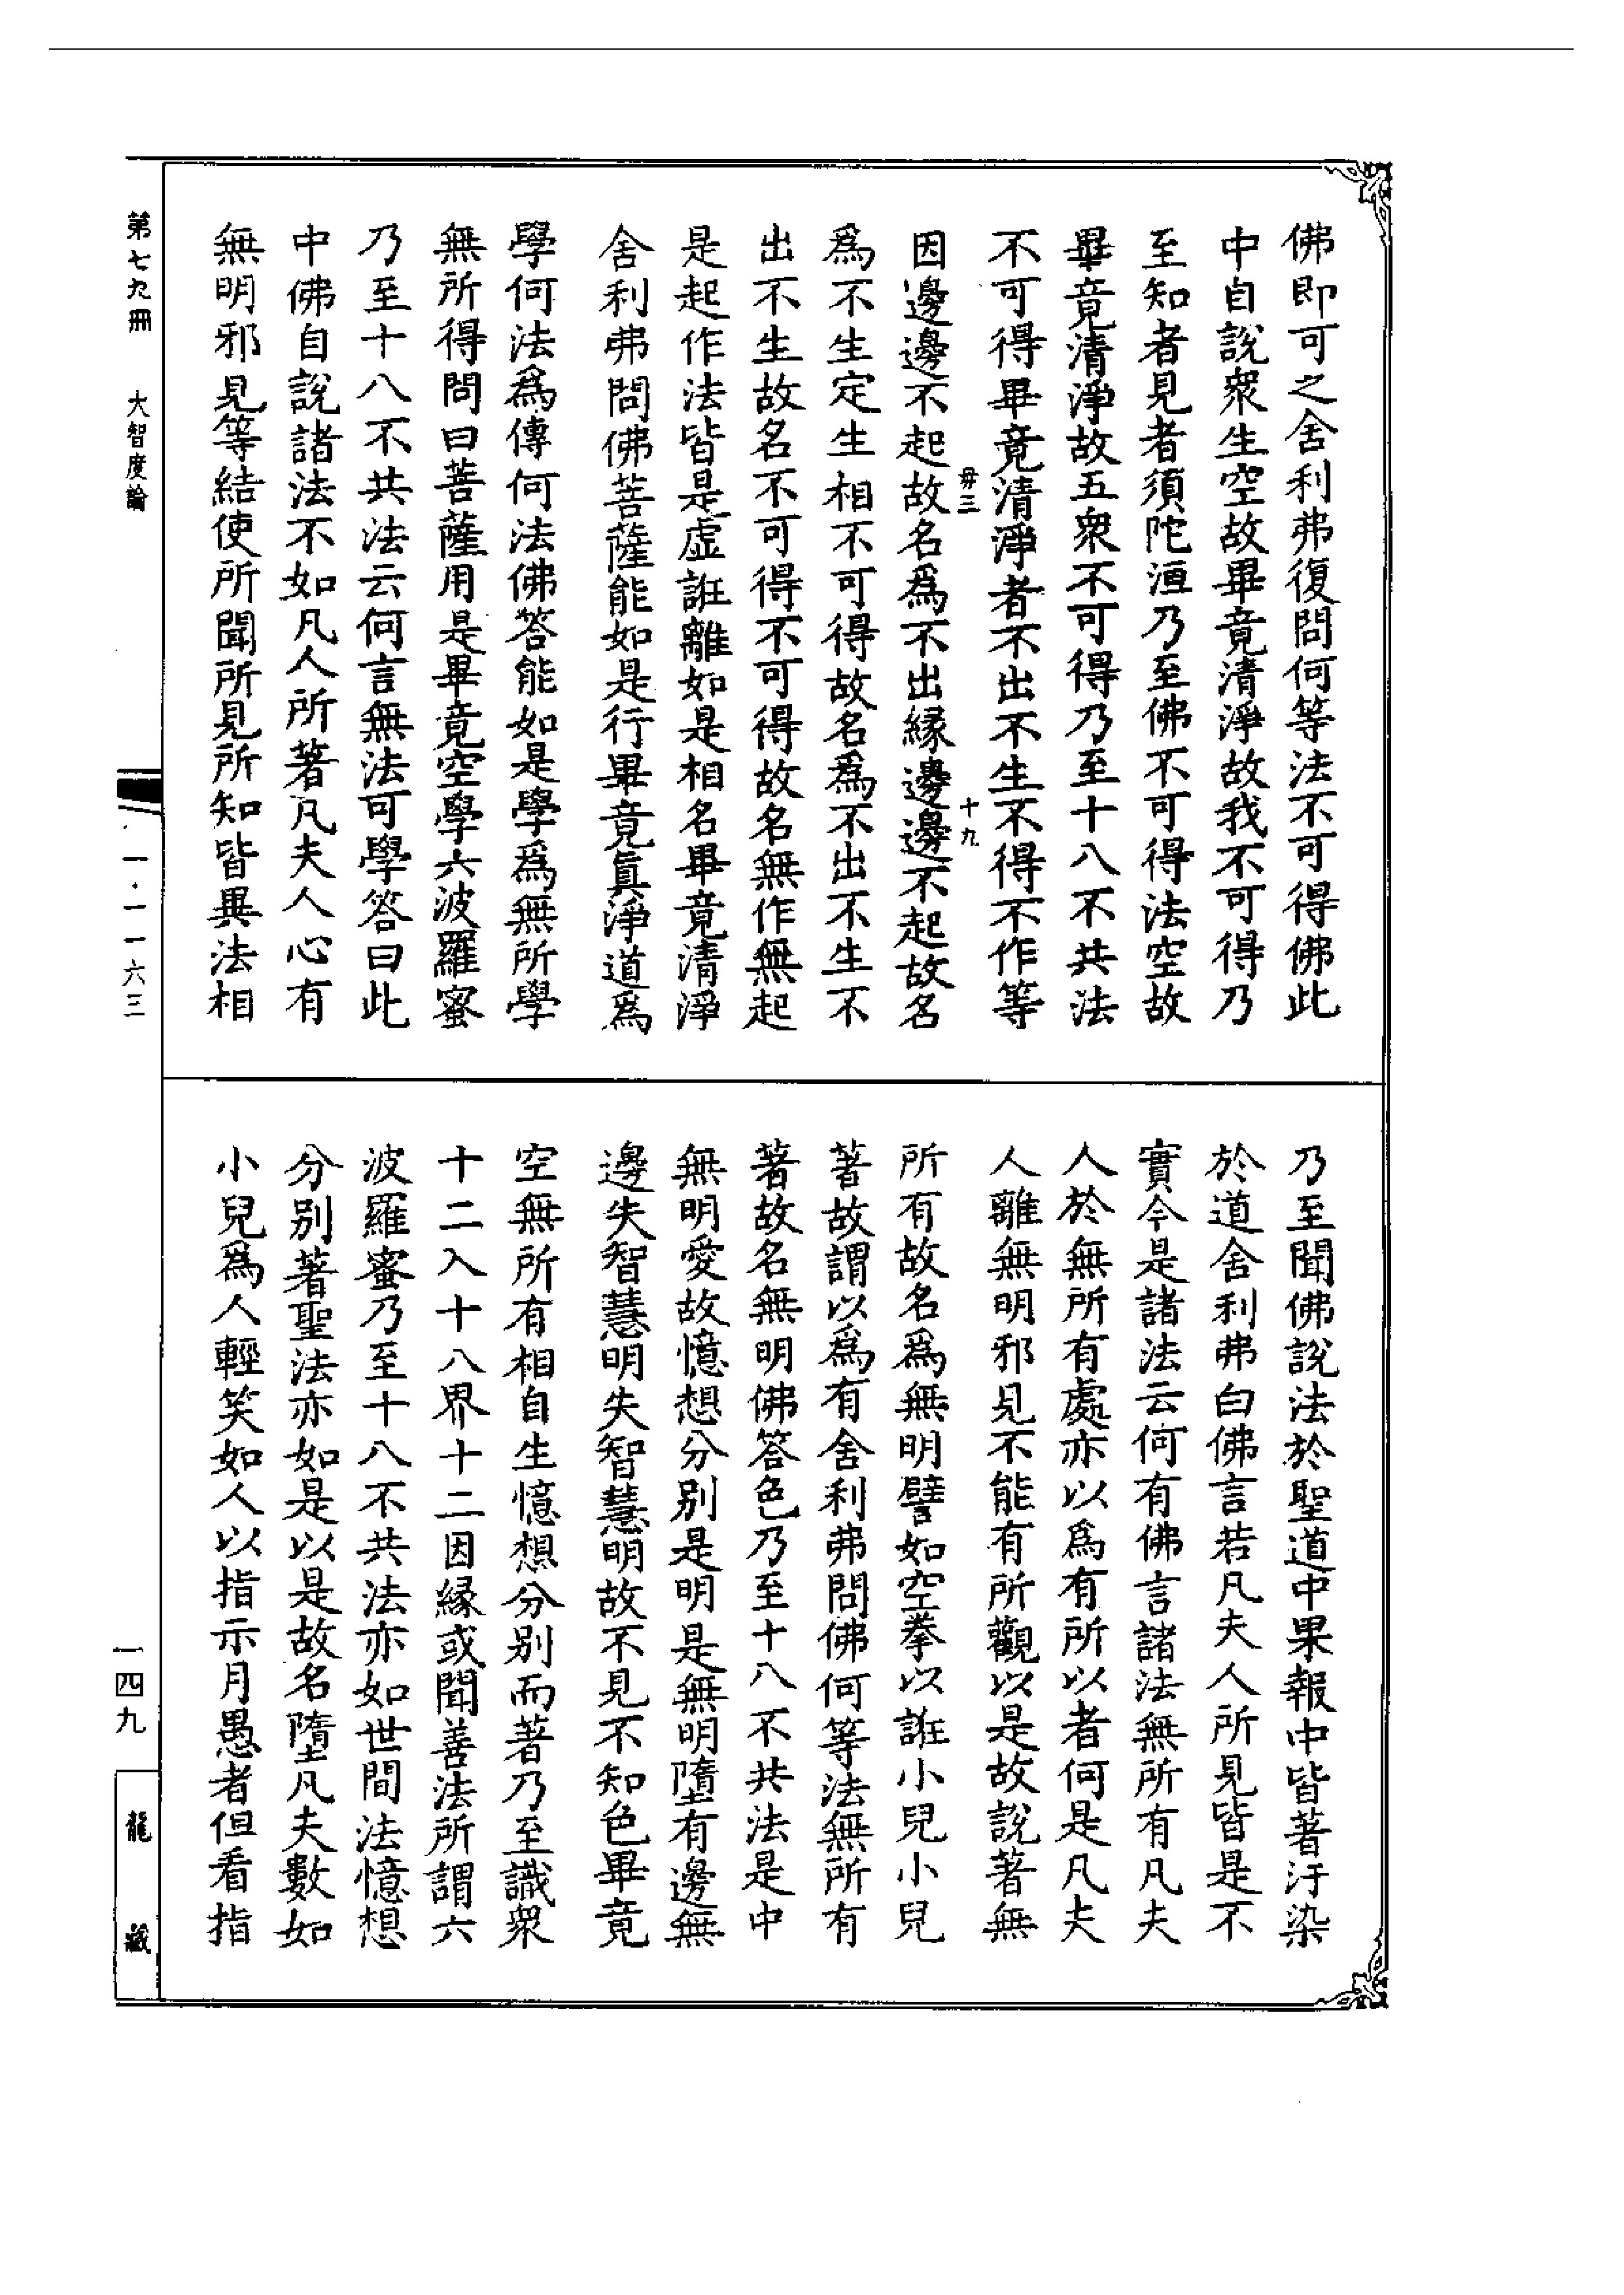 佛即可之舍利弗復問何等法不可得佛此
中自說衆生空故畢竟清淨故我不可得乃
至知者見者須陀洹乃至佛不可得法空故
畢竟清淨故五衆不可得乃至十八不共法
不可得畢竟清淨者不出不生不得不作等
毋三
十九
因邊邊不起故名爲不出緣邊邊不起故名
爲不生定生相不可得故名爲不出不生不
出不生故名不可得不可得故名無作無起
是起作法皆是虛誑離如是相名畢竟清淨
舍利弗問佛菩薩能如是行畢竟真淨道爲
學何法爲傳何法佛答能如是學爲無所學
無所得問曰菩薩用是畢竟空學六波羅蜜
乃至十八不共法云何言無法可學答曰此
中佛自說諸法不如凡人所著凡夫人心有
無明邪見等結使所聞所見所知皆異法相
乃至聞佛說法於聖道中果報中皆著汙染
於道舍利弗白佛言若凡夫人所見皆是不
實今是諸法云何有佛言諸法無所有凡夫
人於無所有處亦以爲有所以者何是凡夫
人離無明邪見不能有所觀以是故說著無
所有故名爲無明譬如空拳以誑小兒小兒
著故謂以爲有舍利弗問佛何等法無所有
著故名無明佛答色乃至十八不共法是中
無明愛故憶想分別是明是無明墮有邊無
邊失智慧明失智慧明故不見不知色畢竟
空無所有相自生憶想分別而著乃至識衆
十二入十八界十二因緣或聞善法所謂六
波羅蜜乃至十八不共法亦如世間法憶想
分別著聖法亦如是以是故名墮凡夫數如
小兒爲人輕笑如人以指示月愚者但看指
第七九冊 大智度論
一·一一六三
一四九
龍藏